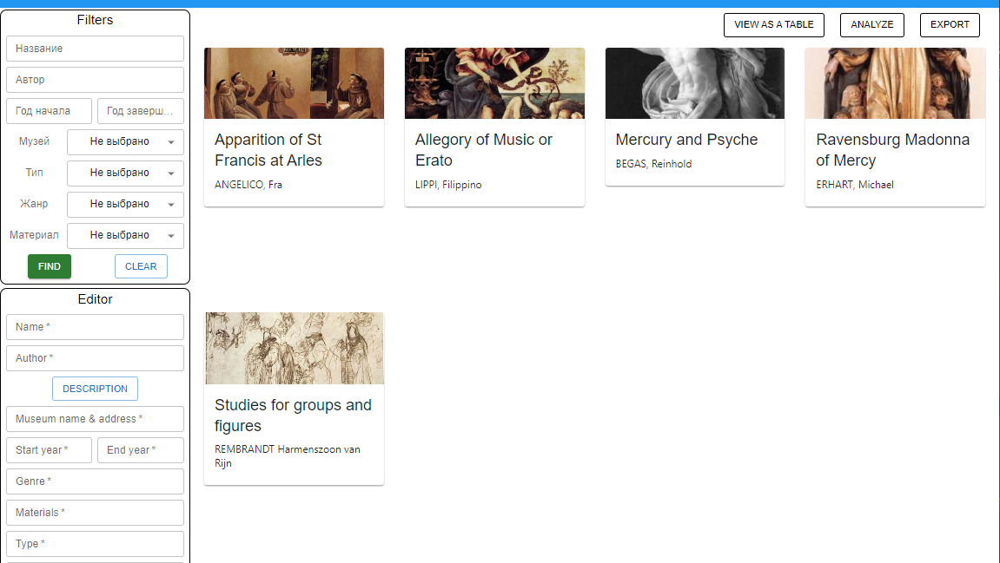 Filters
Название
Автор
Год начала
Год заверш...
Музей
Не выбрано
Тип
Не выбрано
Жанр
Не выбрано
Материал
Не выбрано
FIND
CLEAR
Editor
Name *
Author *
DESCRIPTION
Museum name & address *
Start year *
End year *
Genre *
Materials *
Type *
VIEW AS A TABLE
ANALYZE
EXPORT
Apparition of St
Francis at Arles
ANGELICO, Fra
Allegory of Music or
Erato
LIPPI, Filippino
Mercury and Psyche
BEGAS, Reinhold
Ravensburg Madonna
of Mercy
ERHART, Michael
Studies for groups and
figures
REMBRANDT Harmenszoon van
Rijn